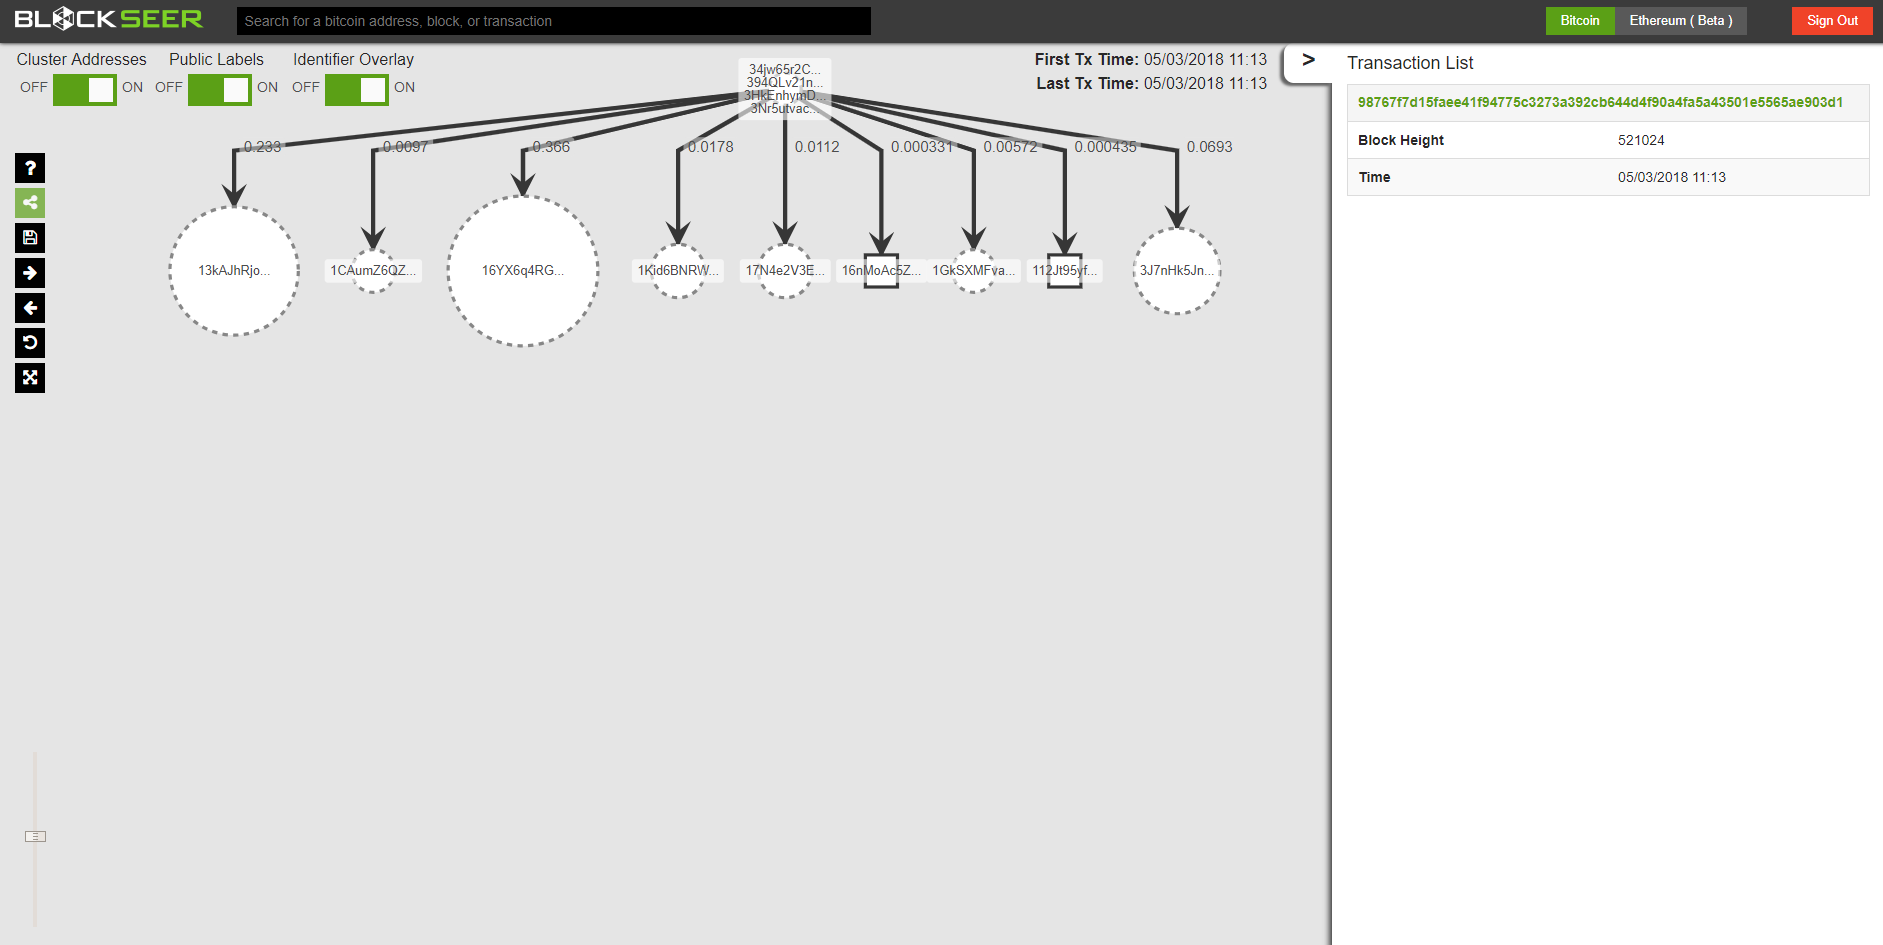 BLOCKSEER
Search for a bitcoin address, block, or transaction
Bitcoin
Ethereum ( Beta )
Sign Out
Cluster Addresses
Public Labels
Identifier Overlay
OFF ON OFF ON OFF ON
First Tx Time: 05/03/2018 11:13
Last Tx Time: 05/03/2018 11:13
34jw65r2C...
394QLv21n...
3HkEnhymD...
3Nr5utvac...
0.233
0.0097
0.366
0.0178
0.0112
0.000331
0.00572
0.000435
0.0693
13kAJhRjo...
1CAumZ6QZ...
16YX6q4RG...
1Kid6BNRW...
17N4e2V3E...
16nMoAc5Z...
1GkSXMFva...
112Jt95yf...
3J7nHk5Jn...
>
Transaction List
98767f7d15faee41f94775c3273a392cb644d4f90a4fa5a43501e5565ae903d1
Block Height 521024
Time 05/03/2018 11:13
?